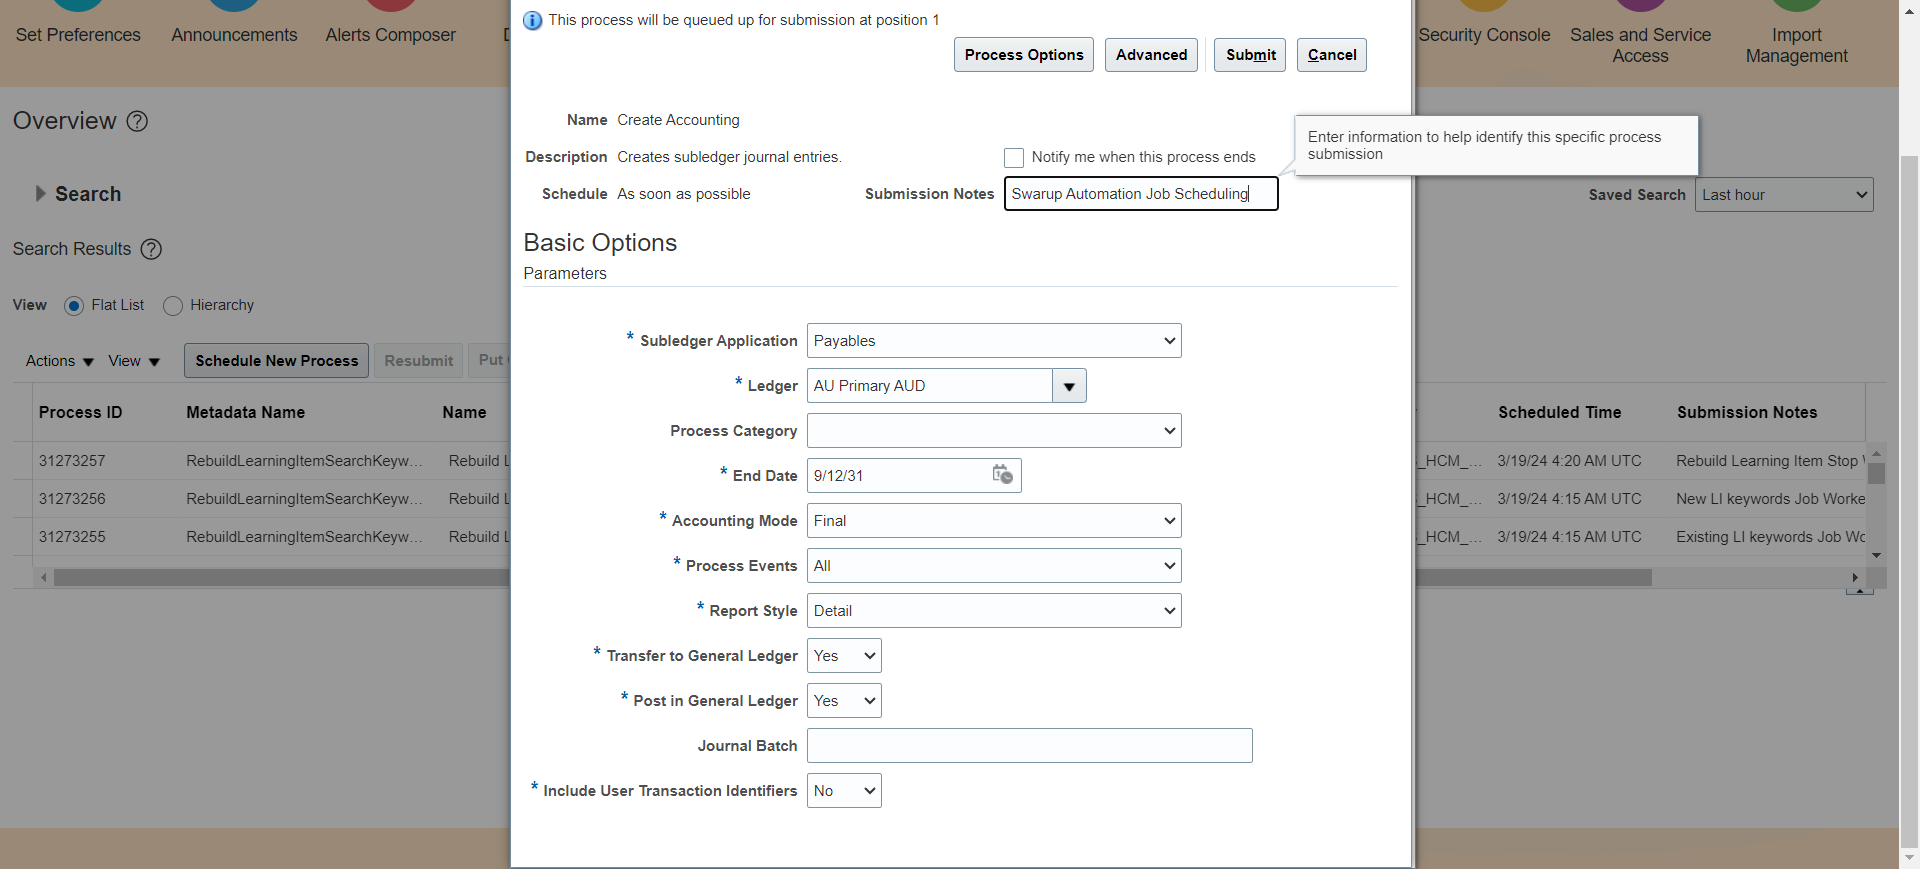 This process will be queued up for submission at position 1
Set Preferences
Announcements
Alerts Composer
Security Console
Sales and Service
Access
Import
Management
Process Options
Advanced
Submit
Cancel
Overview
Name Create Accounting
Description Creates subledger journal entries.
Notify me when this process ends
Enter information to help identify this specific process
submission
Search
Schedule As soon as possible
Submission Notes Swarup Automation Job Scheduling
Saved Search Last hour
Search Results
Basic Options
Parameters
View Flat List Hierarchy
Subledger Application Payables
Actions View Schedule New Process Resubmit Put
* Ledger AU Primary AUD
Process ID Metadata Name Name
Scheduled Time Submission Notes
Process Category
31273257 RebuildLearningItemSearchKeyw... Rebuild L
_HCM_... 3/19/24 4:20 AM UTC Rebuild Learning Item Stop
* End Date 9/12/31
31273256 RebuildLearningItemSearchKeyw... Rebuild L
_HCM_... 3/19/24 4:15 AM UTC New LI keywords Job Worke
* Accounting Mode Final
31273255 RebuildLearningItemSearchKeyw... Rebuild L
_HCM_... 3/19/24 4:15 AM UTC Existing LI keywords Job Wo
* Process Events All
* Report Style Detail
* Transfer to General Ledger Yes
* Post in General Ledger Yes
Journal Batch
* Include User Transaction Identifiers No